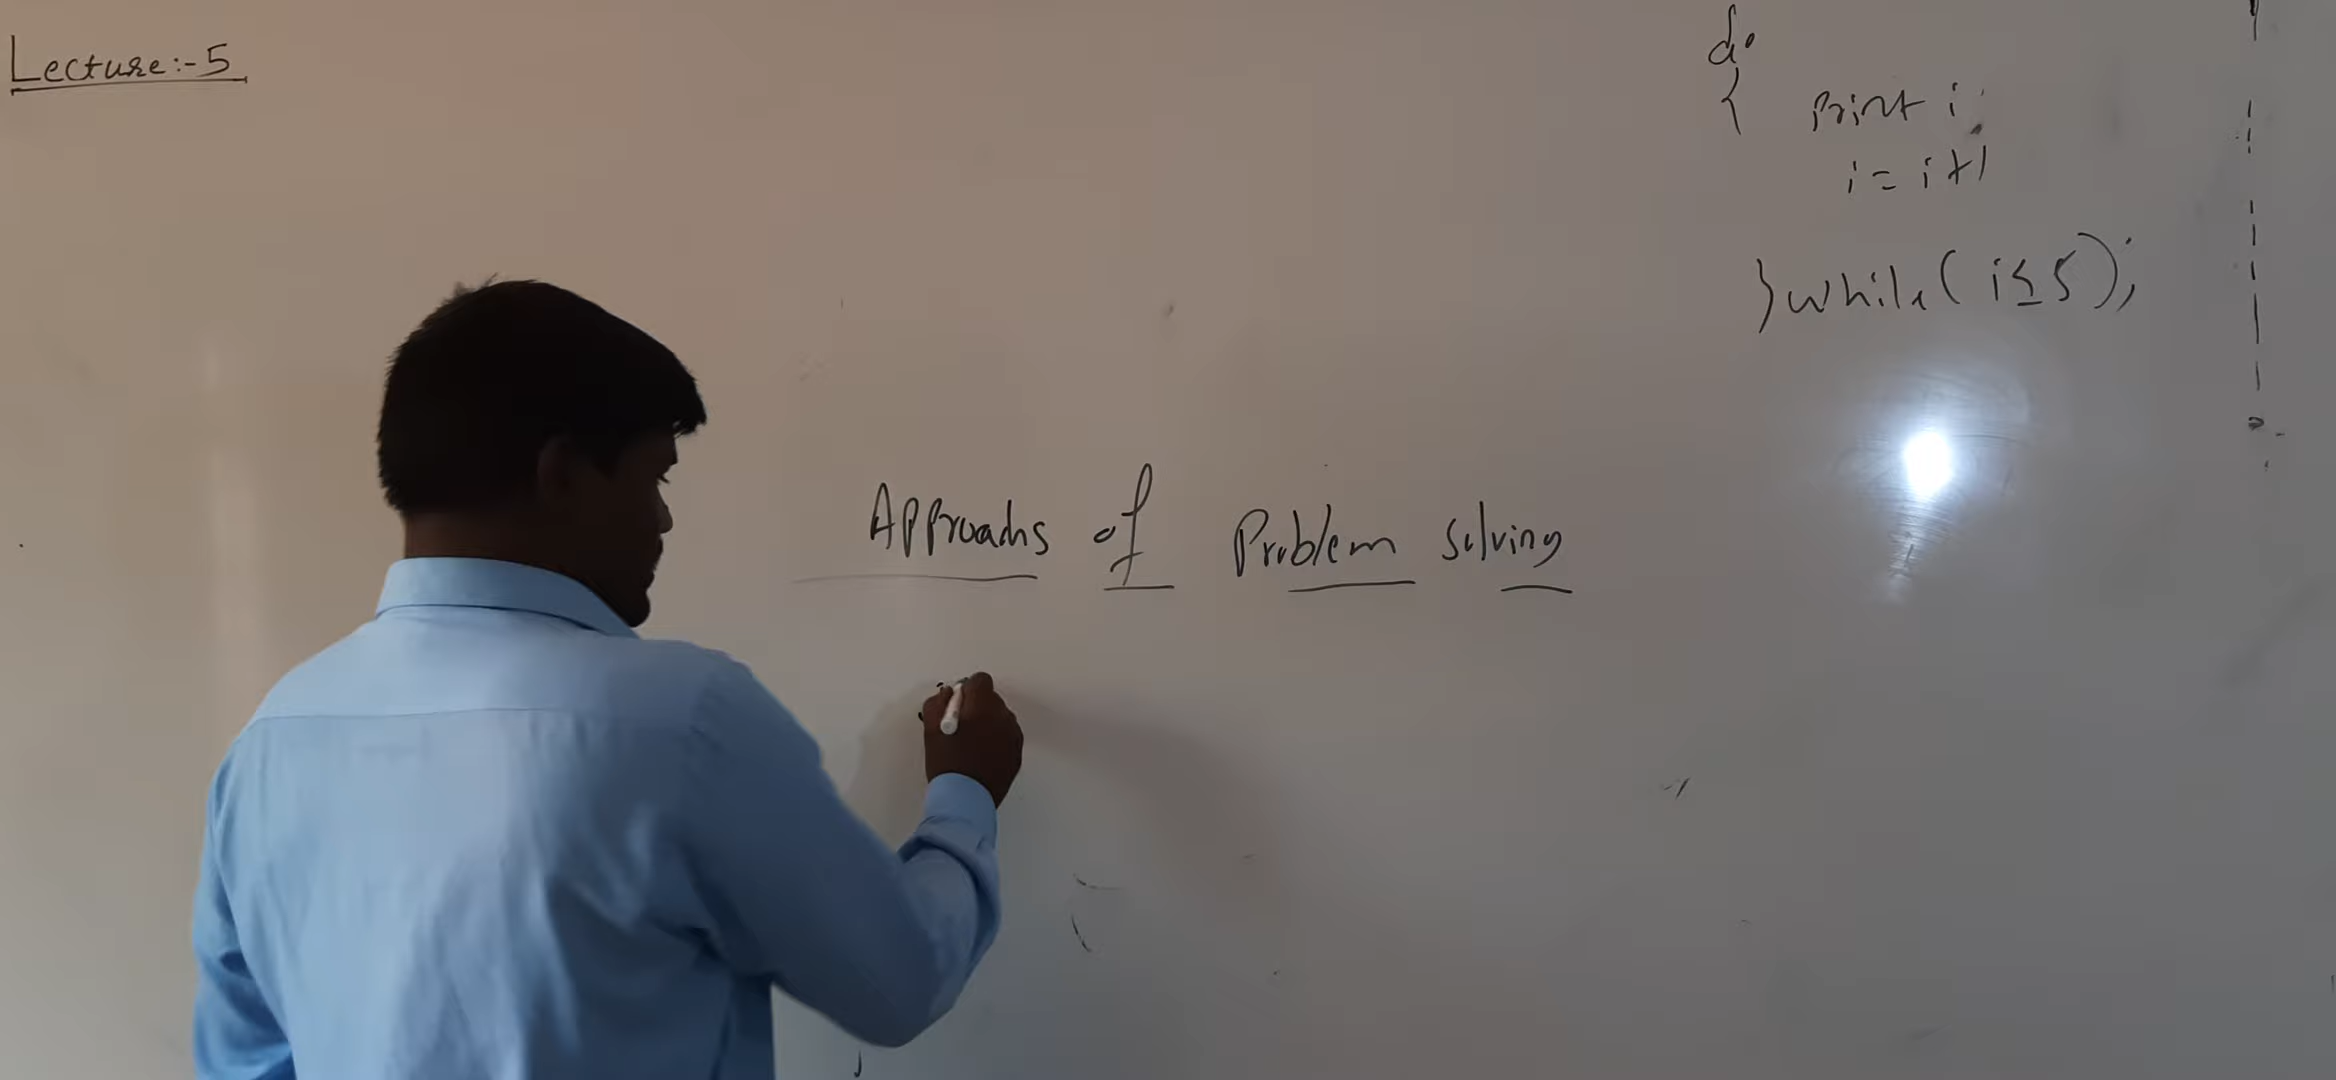 Lecture:-5
do
{ print i;
i = i+1
} while ( i ≤ 5 );
Approachs of Problem solving